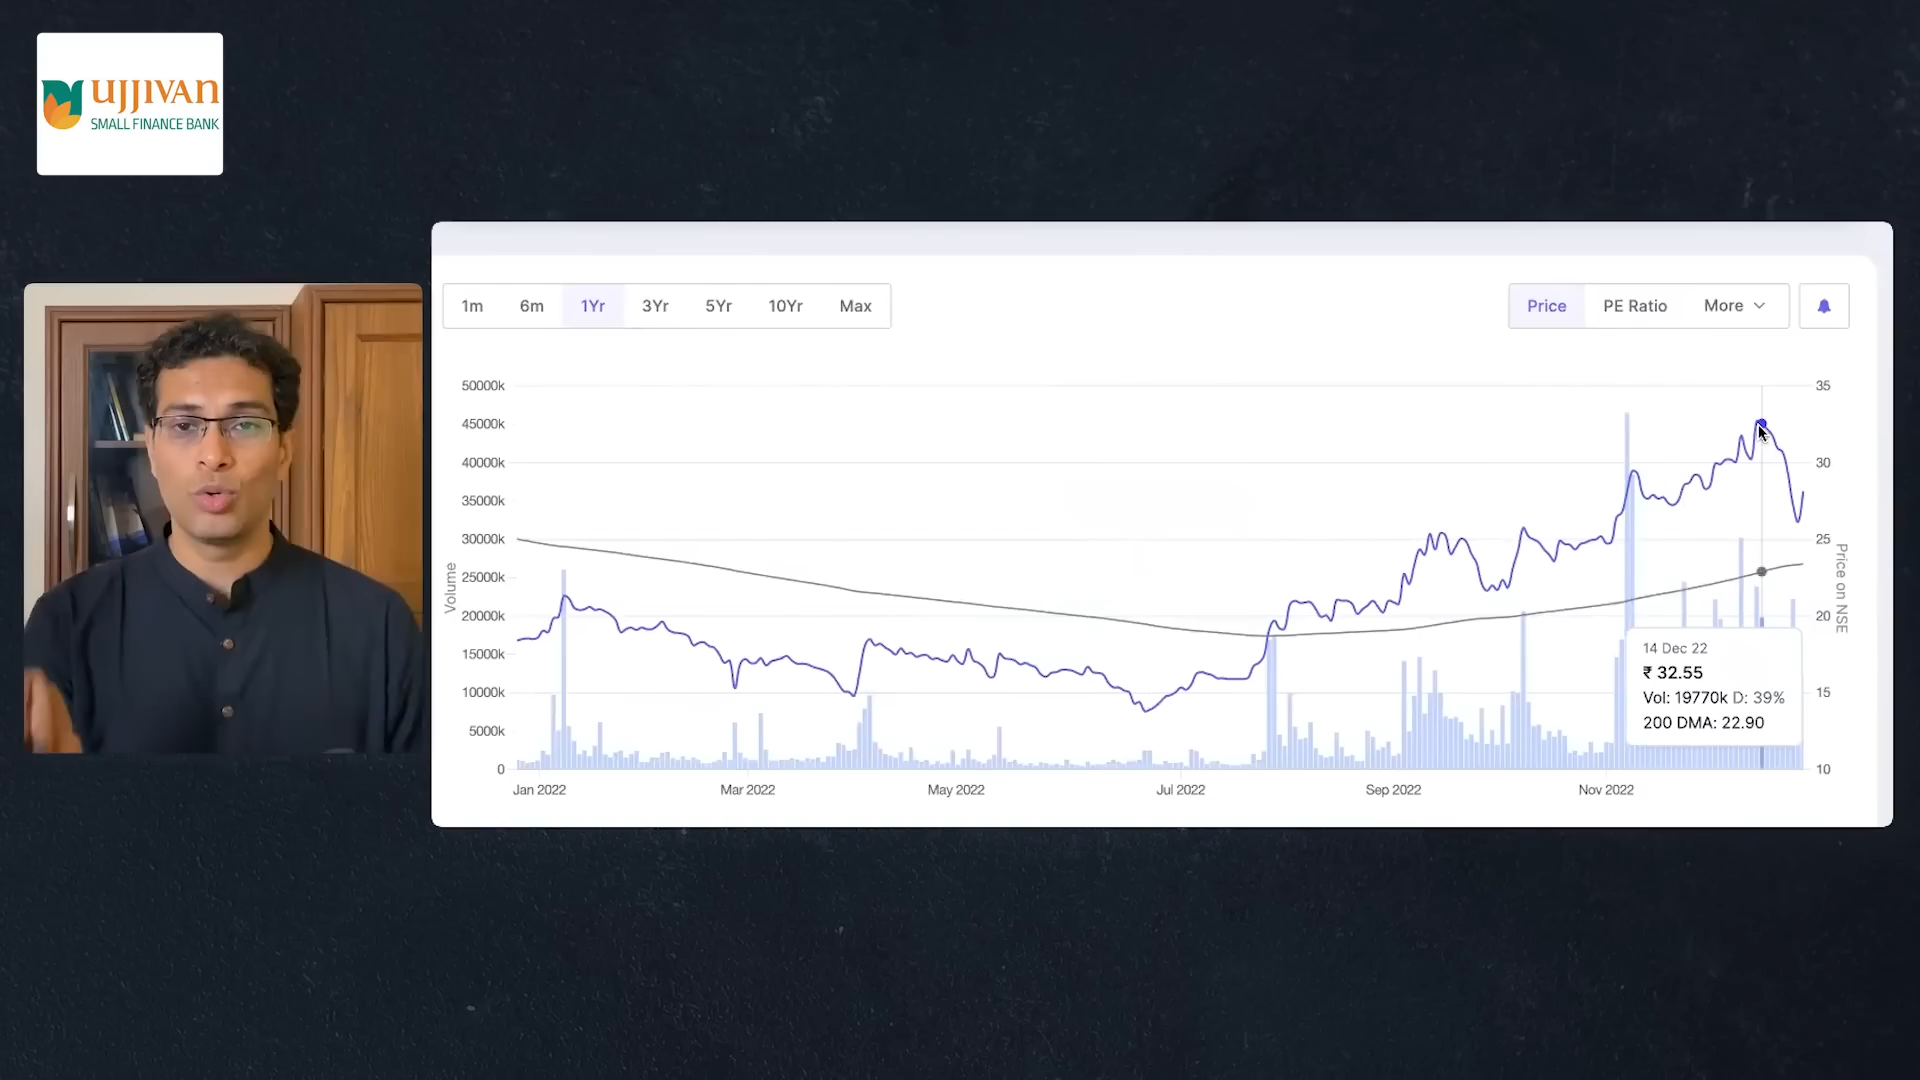 UJJIVAN
SMALL FINANCE BANK
1m 6m 1Yr 3Yr 5Yr 10Yr Max
Price PE Ratio More
50000k
45000k
40000k
35000k
30000k
25000k
20000k
15000k
10000k
5000k
0
Volume
35
30
25
20
15
10
Price on NSE
14 Dec 22
₹ 32.55
Vol: 19770k D: 39%
200 DMA: 22.90
Jan 2022 Mar 2022 May 2022 Jul 2022 Sep 2022 Nov 2022